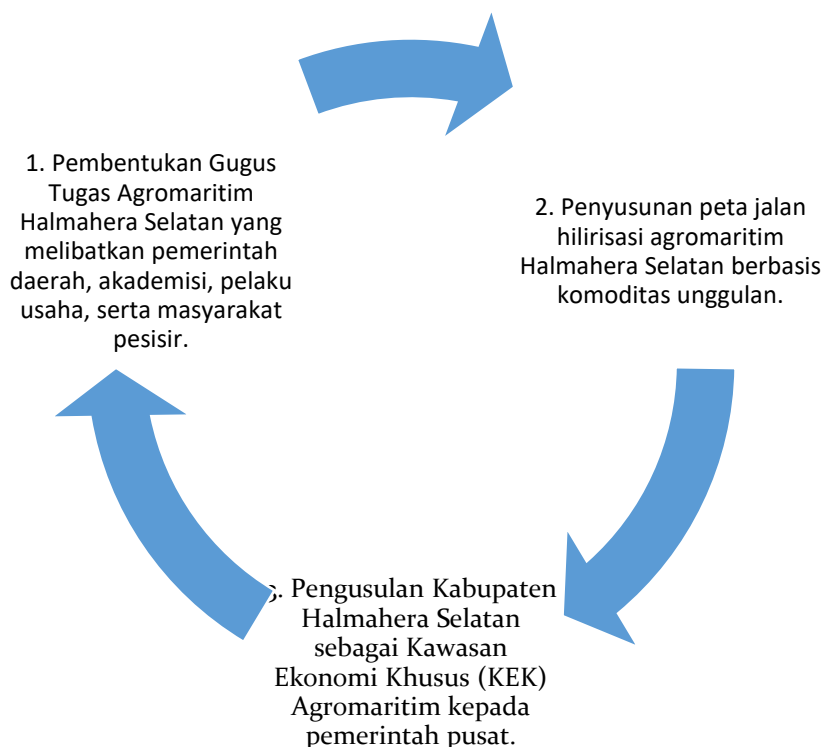 1. Pembentukan Gugus
Tugas Agromaritim
Halmahera Selatan yang
melibatkan pemerintah
daerah, akademisi, pelaku
usaha, serta masyarakat
pesisir.
2. Penyusunan peta jalan
hilirisasi agromaritim
Halmahera Selatan berbasis
komoditas unggulan.
3. Pengusulan Kabupaten
Halmahera Selatan
sebagai Kawasan
Ekonomi Khusus (KEK)
Agromaritim kepada
pemerintah pusat.